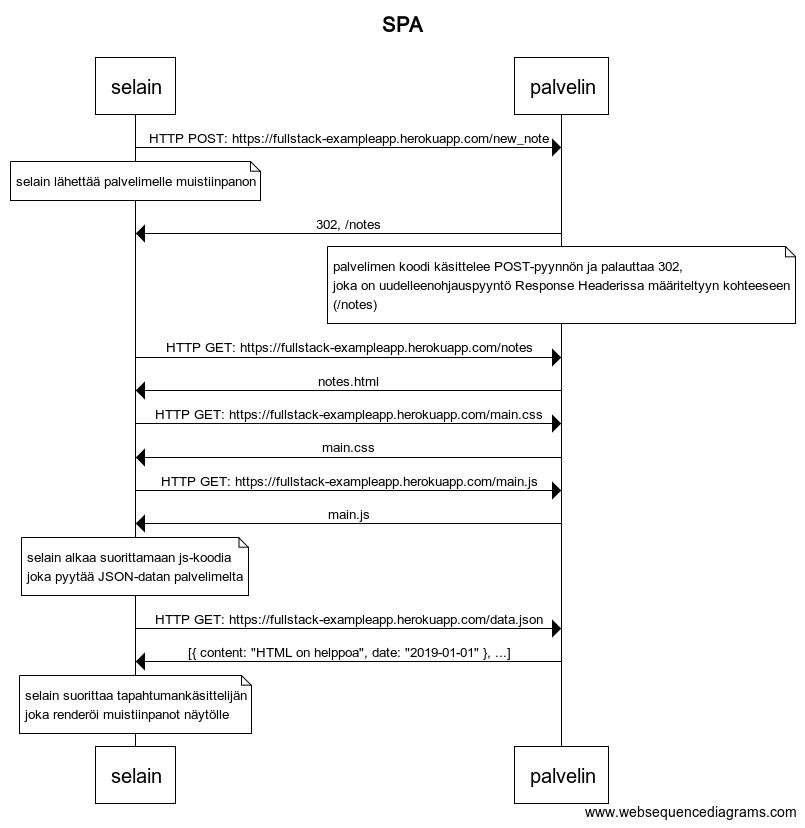 SPA
selain
palvelin
HTTP POST: https://fullstack-exampleapp.herokuapp.com/new_note
selain lähettää palvelimelle muistiinpanon
302, /notes
palvelimen koodi käsittelee POST-pyynnön ja palauttaa 302,
joka on uudelleenohjauspyyntö Response Headerissa määriteltyyn kohteeseen
(/notes)
HTTP GET: https://fullstack-exampleapp.herokuapp.com/notes
notes.html
HTTP GET: https://fullstack-exampleapp.herokuapp.com/main.css
main.css
HTTP GET: https://fullstack-exampleapp.herokuapp.com/main.js
main.js
selain alkaa suorittamaan js-koodia
joka pyytää JSON-datan palvelimelta
HTTP GET: https://fullstack-exampleapp.herokuapp.com/data.json
[{ content: "HTML on helppoa", date: "2019-01-01" }, ...]
selain suorittaa tapahtumankäsittelijän
joka renderöi muistiinpanot näytölle
selain
palvelin
www.websequencediagrams.com